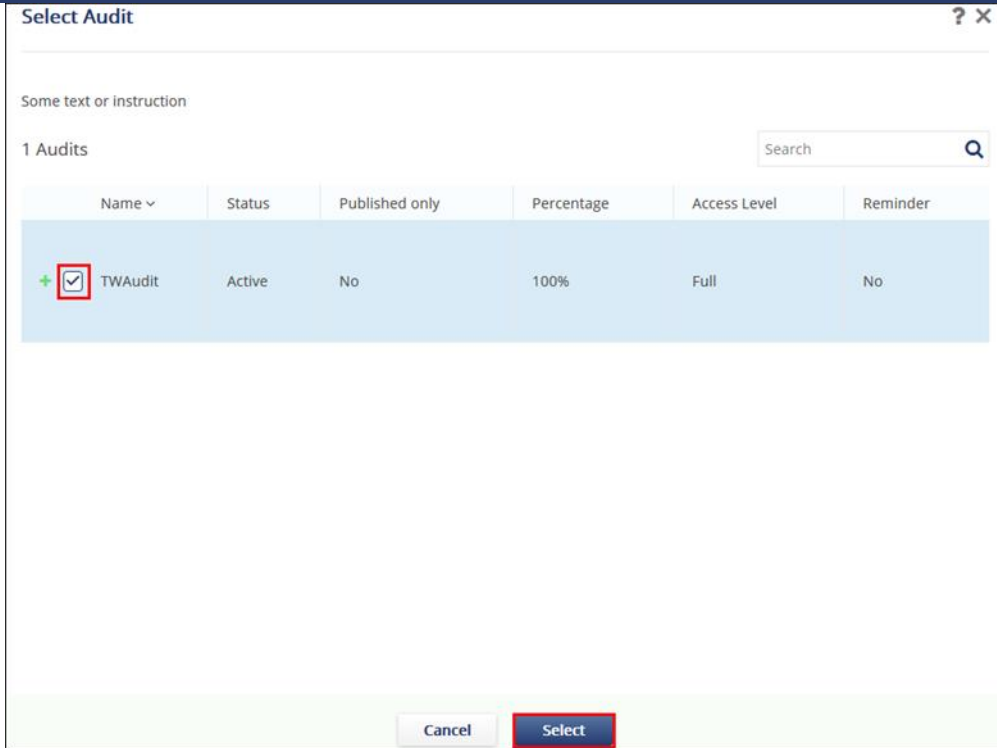 Select Audit ? ×
Some text or instruction
1 Audits Search
Name Status Published only Percentage Access Level Reminder
TWAudit Active No 100% Full No
Cancel Select